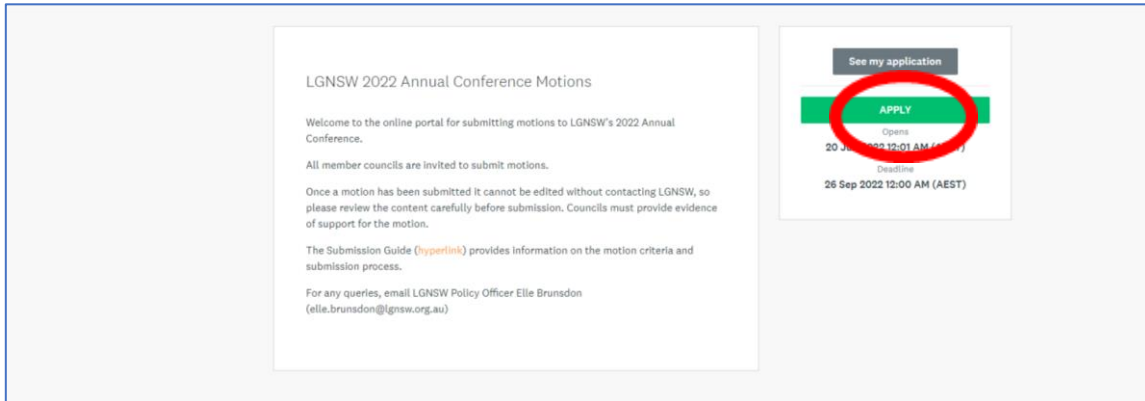 LGNSW 2022 Annual Conference Motions
Welcome to the online portal for submitting motions to LGNSW's 2022 Annual
Conference.
All member councils are invited to submit motions.
Once a motion has been submitted it cannot be edited without contacting LGNSW, so
please review the content carefully before submission. Councils must provide evidence
of support for the motion.
The Submission Guide (hyperlink) provides information on the motion criteria and
submission process.
For any queries, email LGNSW Policy Officer Elle Brunsdon
(elle.brunsdon@lgnsw.org.au)
See my application
APPLY
Opens
20 2022 12:01 AM
Deadline
26 Sep 2022 12:00 AM (AEST)